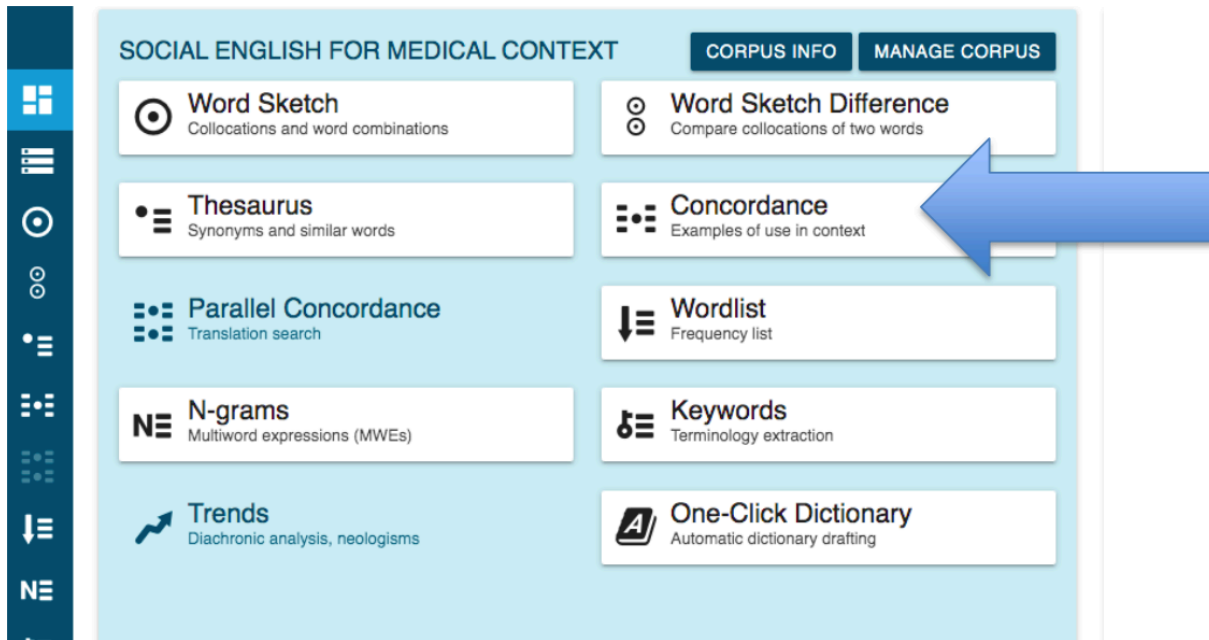 SOCIAL ENGLISH FOR MEDICAL CONTEXT
CORPUS INFO
MANAGE CORPUS
Word Sketch
Collocations and word combinations
Word Sketch Difference
Compare collocations of two words
Thesaurus
Synonyms and similar words
Concordance
Examples of use in context
Parallel Concordance
Translation search
Wordlist
Frequency list
N-grams
Multiword expressions (MWEs)
Keywords
Terminology extraction
Trends
Diachronic analysis, neologisms
One-Click Dictionary
Automatic dictionary drafting